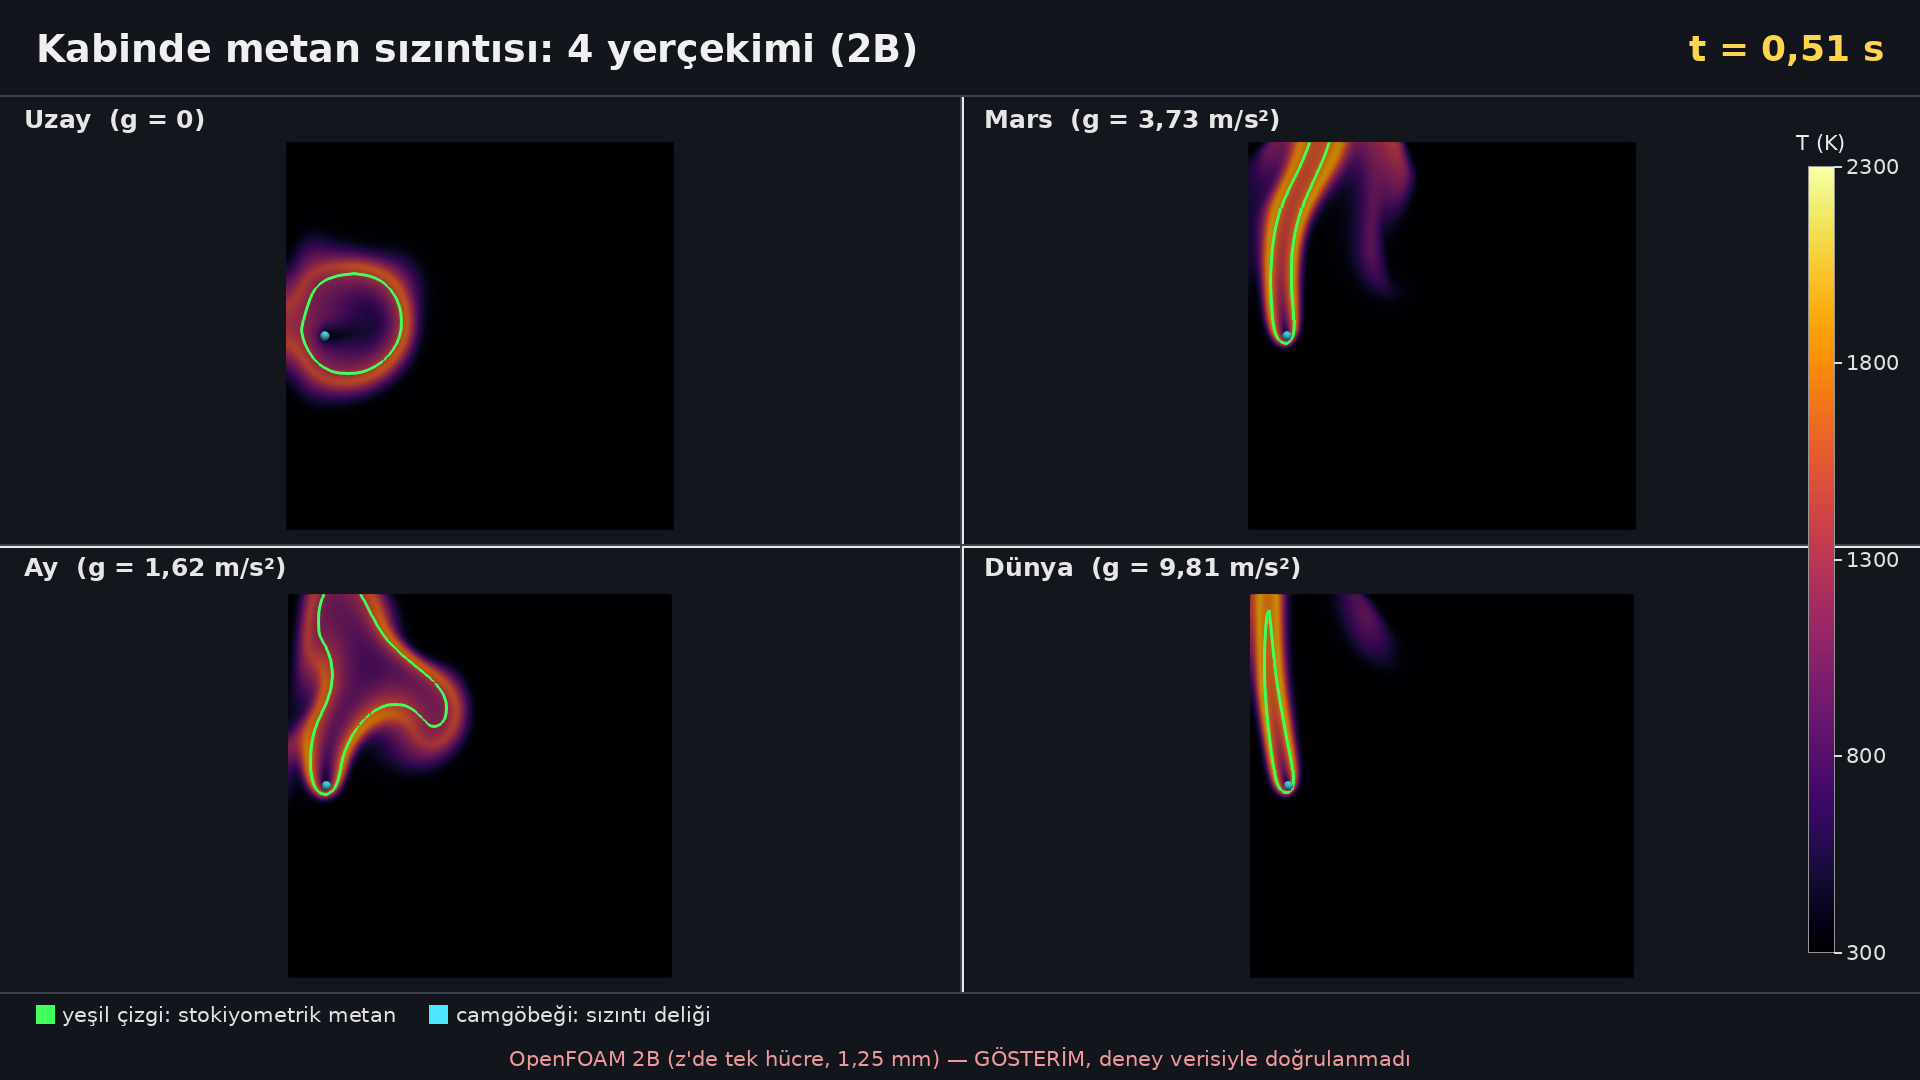 Kabinde metan sızıntısı: 4 yerçekimi (2B)
t = 0,51 s
Uzay (g = 0)
Mars (g = 3,73 m/s²)
T (K)
2300
1800
1300
800
300
Ay (g = 1,62 m/s²)
Dünya (g = 9,81 m/s²)
yeşil çizgi: stokiyometrik metan
camgöbeği: sızıntı deliği
OpenFOAM 2B (z'de tek hücre, 1,25 mm) — GÖSTERİM, deney verisiyle doğrulanmadı